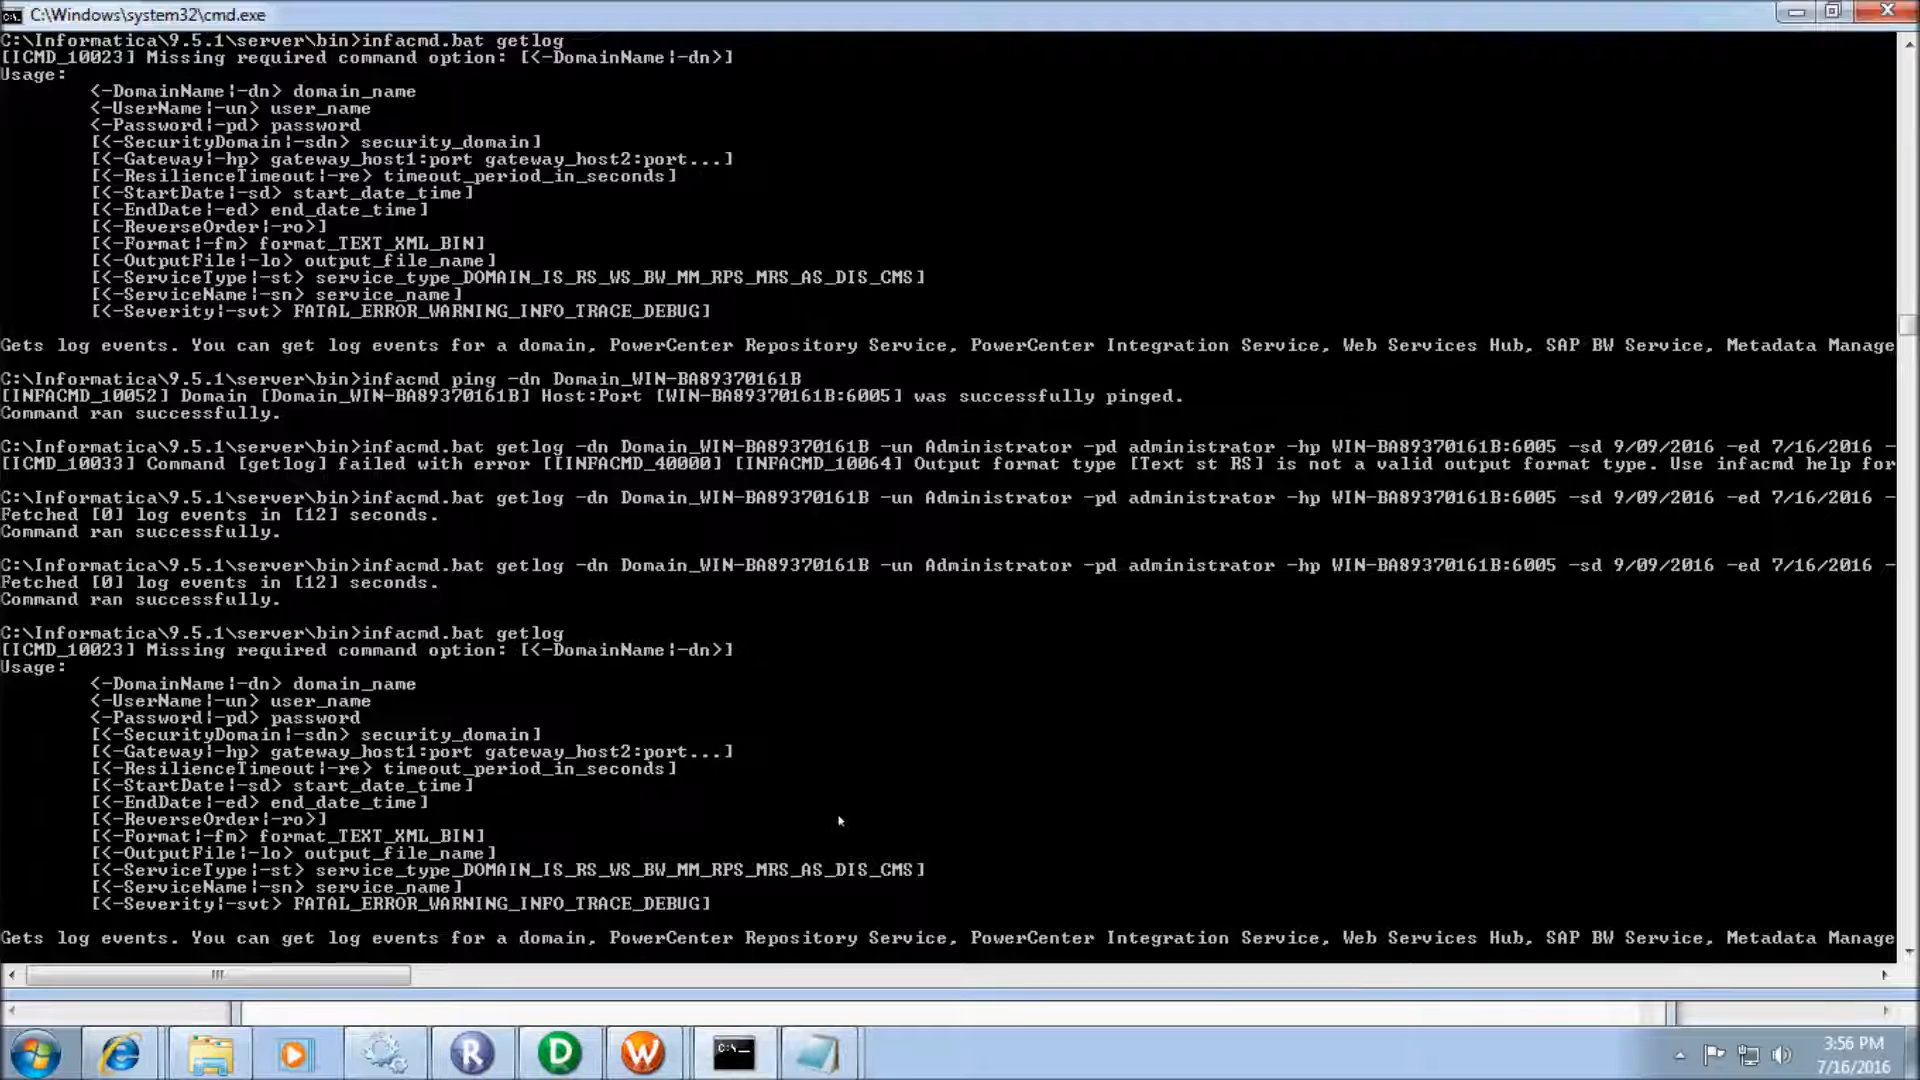 C:\Windows\system32\cmd.exe
C:\Informatica\9.5.1\server\bin>infacmd.bat getlog
[ICMD_10023] Missing required command option: [<-DomainName|-dn>]
Usage:
<-DomainName|-dn> domain_name
<-UserName|-un> user_name
<-Password|-pd> password
[<-SecurityDomain|-sdn> security_domain]
[<-Gateway|-hp> gateway_host1:port gateway_host2:port...]
[<-ResilienceTimeout|-re> timeout_period_in_seconds]
[<-StartDate|-sd> start_date_time]
[<-EndDate|-ed> end_date_time]
[<-ReverseOrder|-ro>]
[<-Format|-fm> format_TEXT_XML_BIN]
[<-OutputFile|-lo> output_file_name]
[<-ServiceType|-st> service_type_DOMAIN_IS_RS_WS_BW_MM_RPS_MRS_AS_DIS_CMS]
[<-ServiceName|-sn> service_name]
[<-Severity|-svt> FATAL_ERROR_WARNING_INFO_TRACE_DEBUG]
Gets log events. You can get log events for a domain, PowerCenter Repository Service, PowerCenter Integration Service, Web Services Hub, SAP BW Service, Metadata Manage
C:\Informatica\9.5.1\server\bin>infacmd ping -dn Domain_WIN-BA89370161B
[INFACMD_10052] Domain [Domain_WIN-BA89370161B] Host:Port [WIN-BA89370161B:6005] was successfully pinged.
Command ran successfully.
C:\Informatica\9.5.1\server\bin>infacmd.bat getlog -dn Domain_WIN-BA89370161B -un Administrator -pd administrator -hp WIN-BA89370161B:6005 -sd 9/09/2016 -ed 7/16/2016 -
[ICMD_10033] Command [getlog] failed with error [[INFACMD_40000] [INFACMD_10064] Output format type [Text st RS] is not a valid output format type. Use infacmd help for
C:\Informatica\9.5.1\server\bin>infacmd.bat getlog -dn Domain_WIN-BA89370161B -un Administrator -pd administrator -hp WIN-BA89370161B:6005 -sd 9/09/2016 -ed 7/16/2016 -
Fetched [0] log events in [12] seconds.
Command ran successfully.
C:\Informatica\9.5.1\server\bin>infacmd.bat getlog -dn Domain_WIN-BA89370161B -un Administrator -pd administrator -hp WIN-BA89370161B:6005 -sd 9/09/2016 -ed 7/16/2016 -
Fetched [0] log events in [12] seconds.
Command ran successfully.
C:\Informatica\9.5.1\server\bin>infacmd.bat getlog
[ICMD_10023] Missing required command option: [<-DomainName|-dn>]
Usage:
<-DomainName|-dn> domain_name
<-UserName|-un> user_name
<-Password|-pd> password
[<-SecurityDomain|-sdn> security_domain]
[<-Gateway|-hp> gateway_host1:port gateway_host2:port...]
[<-ResilienceTimeout|-re> timeout_period_in_seconds]
[<-StartDate|-sd> start_date_time]
[<-EndDate|-ed> end_date_time]
[<-ReverseOrder|-ro>]
[<-Format|-fm> format_TEXT_XML_BIN]
[<-OutputFile|-lo> output_file_name]
[<-ServiceType|-st> service_type_DOMAIN_IS_RS_WS_BW_MM_RPS_MRS_AS_DIS_CMS]
[<-ServiceName|-sn> service_name]
[<-Severity|-svt> FATAL_ERROR_WARNING_INFO_TRACE_DEBUG]
Gets log events. You can get log events for a domain, PowerCenter Repository Service, PowerCenter Integration Service, Web Services Hub, SAP BW Service, Metadata Manage
R
D
W
C:\_
3:56 PM
7/16/2016